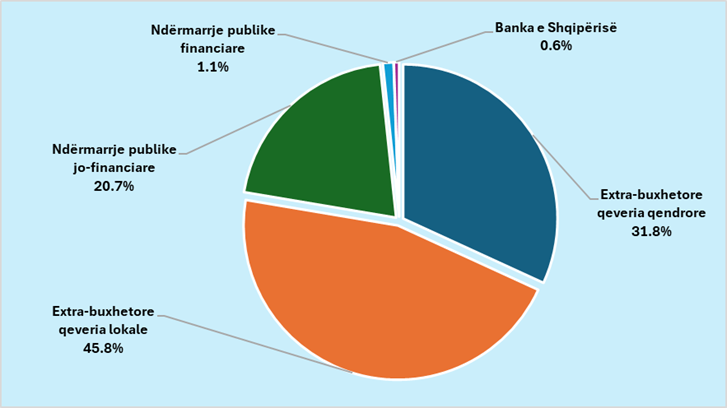 Ndërmarrje publike
financiare
1.1%
Banka e Shqipërisë
0.6%
Ndërmarrje publike
jo-financiare
20.7%
Extra-buxhetore
qeveria qendrore
31.8%
Extra-buxhetore
qeveria lokale
45.8%